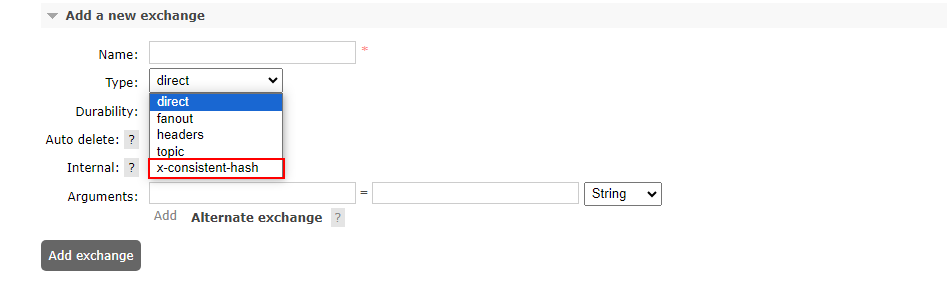 Add a new exchange
Name: *
Type: direct
direct
Durability:
fanout
headers
Auto delete: ?
topic
Internal: ?
x-consistent-hash
Arguments: = String
Add Alternate exchange ?
Add exchange